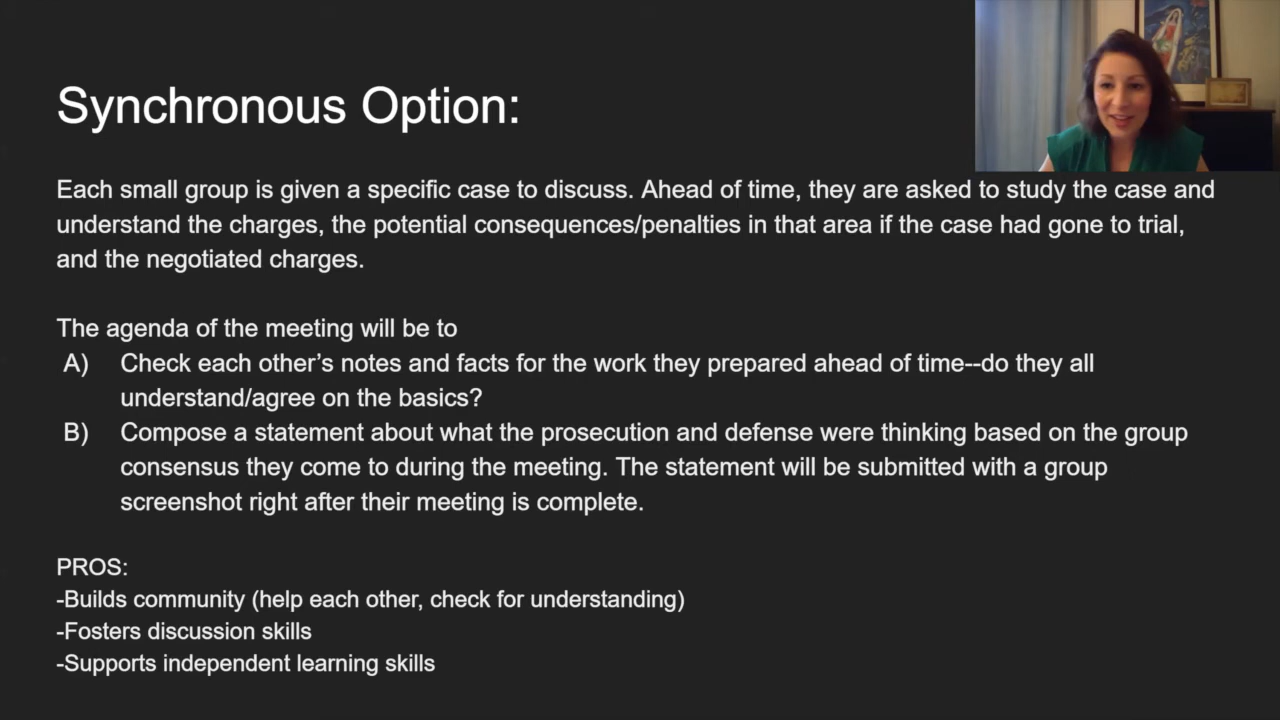 Synchronous Option:
Each small group is given a specific case to discuss. Ahead of time, they are asked to study the case and
understand the charges, the potential consequences/penalties in that area if the case had gone to trial,
and the negotiated charges.
The agenda of the meeting will be to
A) Check each other’s notes and facts for the work they prepared ahead of time--do they all
understand/agree on the basics?
B) Compose a statement about what the prosecution and defense were thinking based on the group
consensus they come to during the meeting. The statement will be submitted with a group
screenshot right after their meeting is complete.
PROS:
-Builds community (help each other, check for understanding)
-Fosters discussion skills
-Supports independent learning skills